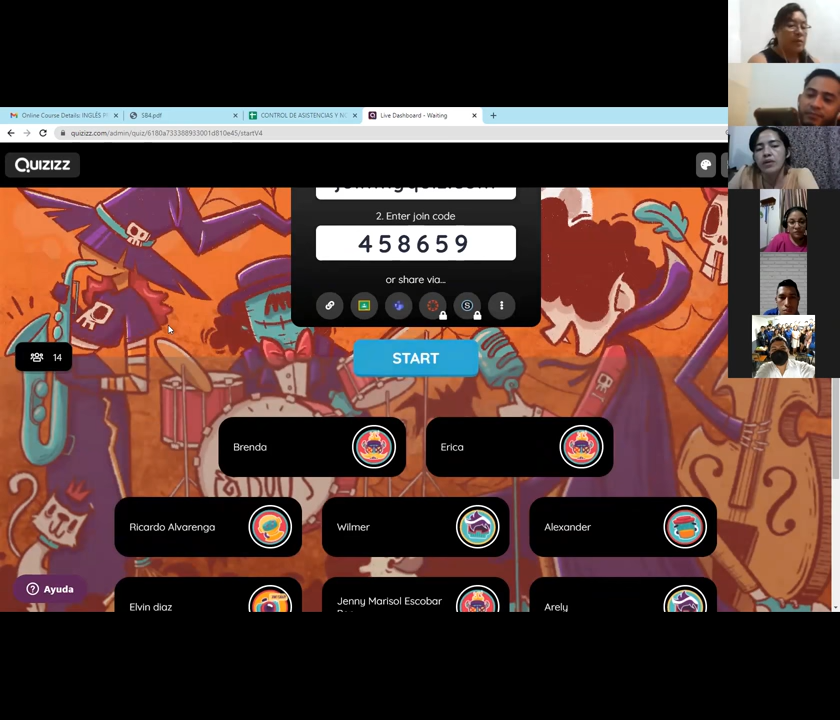 Online Course Details: INGLÉS P
S84.pdf
CONTROL DE ASISTENCIAS Y N
Live Dashboard - Waiting
quizizz.com/admin/quiz/6180a733388933001d810e45/startV4
QUIZIZZ
2. Enter join code
458659
or share via...
14
START
Brenda
Erica
Ricardo Alvarenga
Wilmer
Alexander
Ayuda
Elvin diaz
Jenny Marisol Escobar
Arely